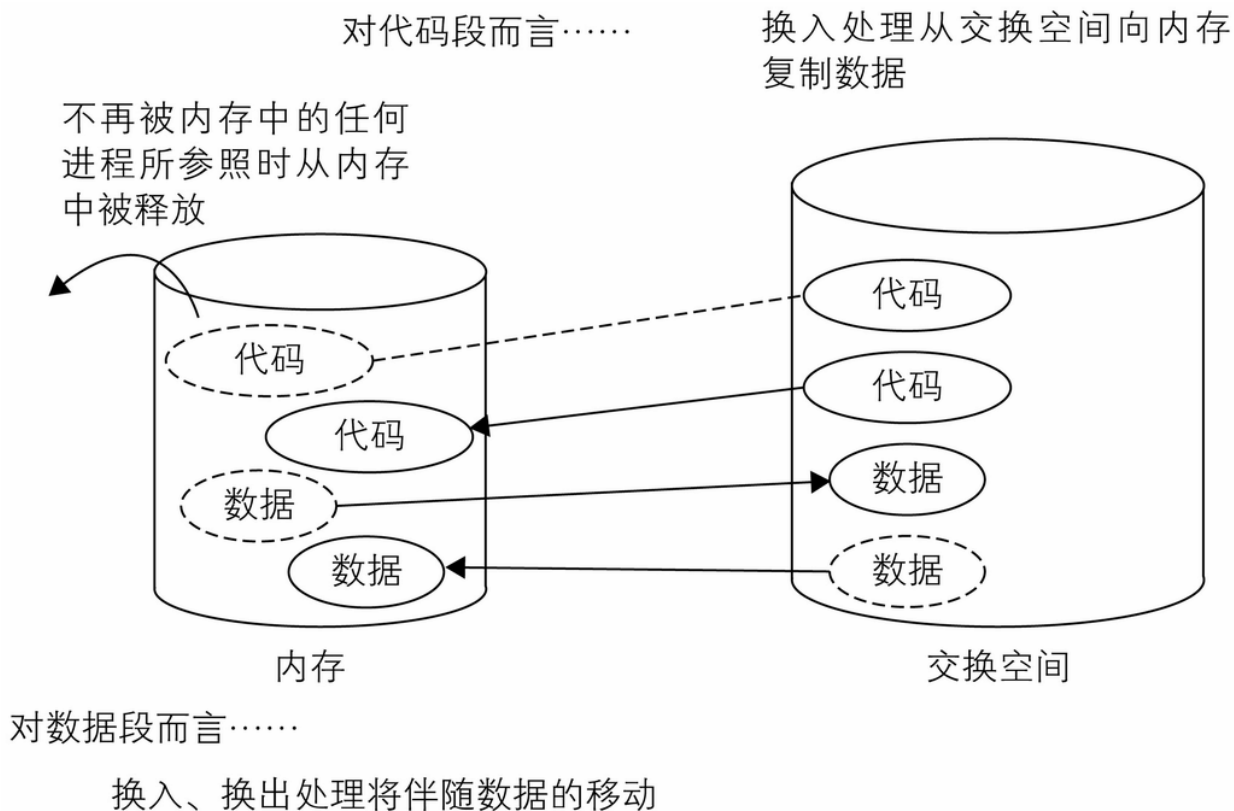 对代码段而言……
换入处理从交换空间向内存
复制数据
不再被内存中的任何
进程所参照时从内存
中被释放
代码
代码
代码
代码
数据
数据
数据
数据
内存
交换空间
对数据段而言……
换入、换出处理将伴随数据的移动